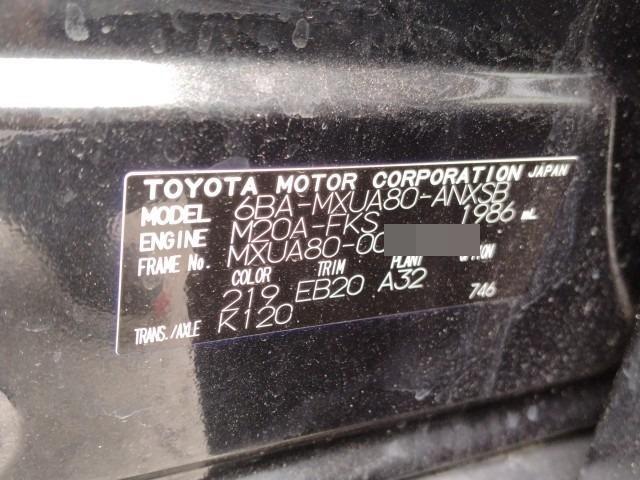 TOYOTA MOTOR CORPORATION JAPAN
MODEL 6BA-MXUA80-ANXSB
ENGINE M20A-FKS 1986 mL
FRAME No. MXUA80-00
COLOR TRIM PLANT OPTION
219 EB20 A32 746
TRANS./AXLE K120